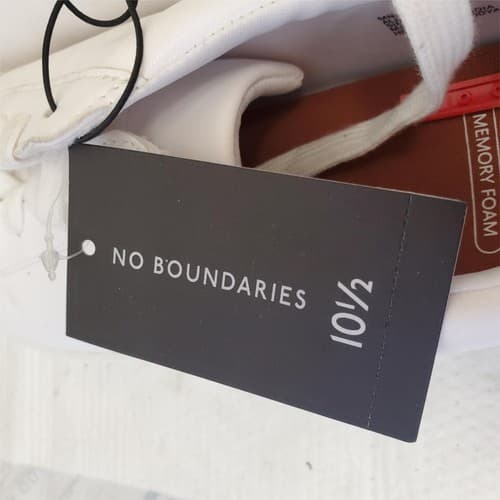 NO BOUNDARIES
10½
MEMORY FOAM